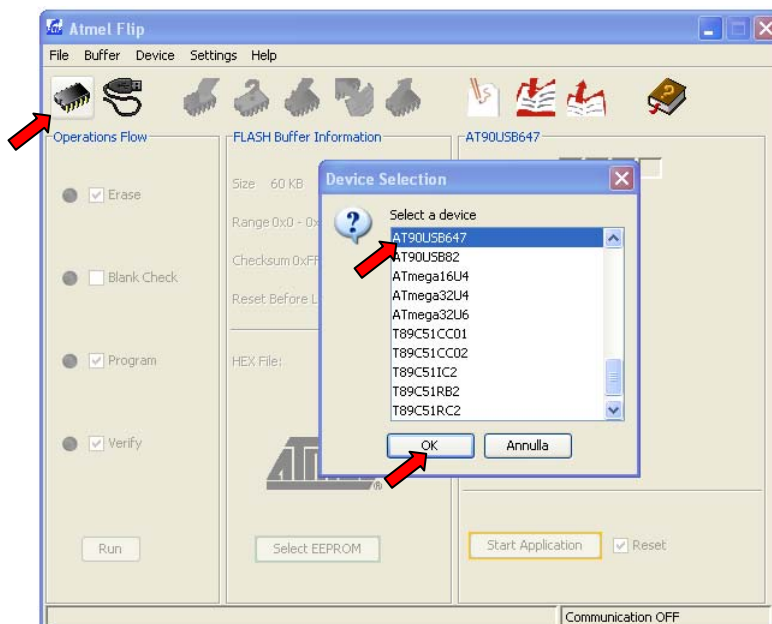 Atmel Flip
File Buffer Device Settings Help
Operations Flow
FLASH Buffer Information
AT90USB647
Erase
Blank Check
Program
Verify
Run
Size 60 KB
Range 0x0 - 0x
Checksum 0xFF
Reset Before L
HEX File:
ATMEL
®
Select EEPROM
Device Selection
Select a device
AT90USB647
AT90USB82
ATmega16U4
ATmega32U4
ATmega32U6
T89C51CC01
T89C51CC02
T89C51IC2
T89C51RB2
T89C51RC2
OK
Annulla
Start Application
Reset
Communication OFF